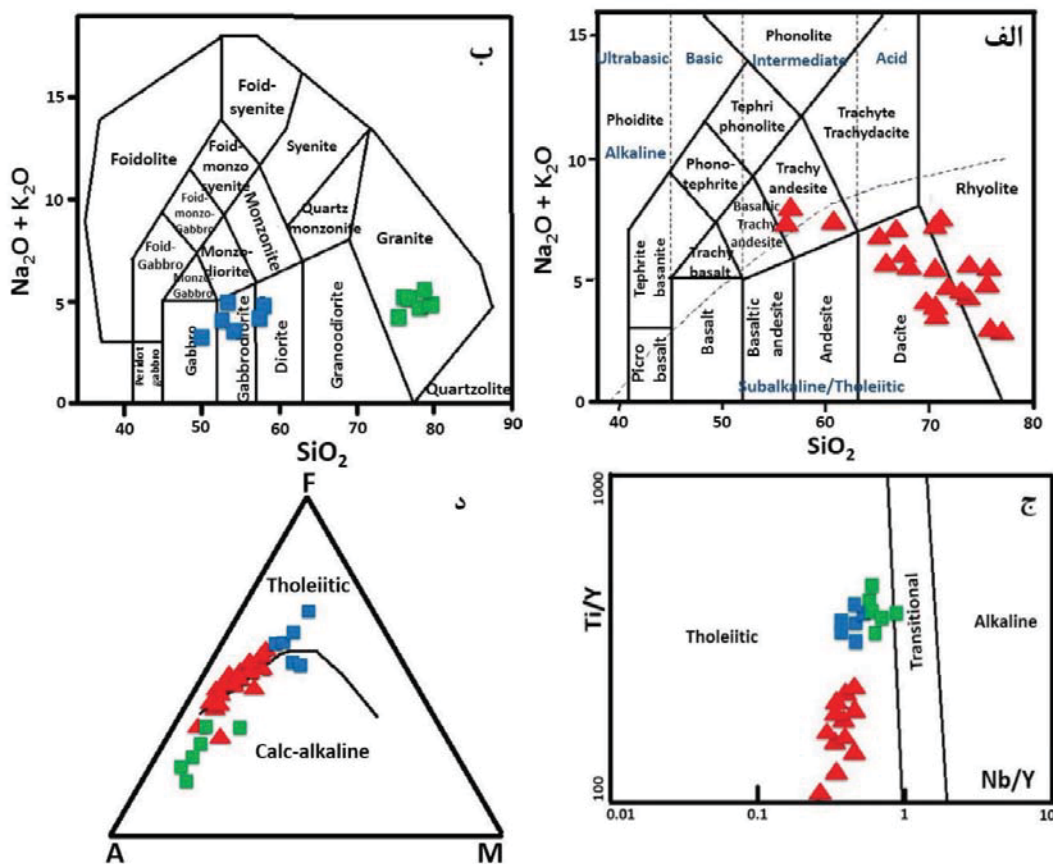 ب
Na₂O + K₂O
15
10
5
0
Foid-
syenite
Foidolite
Foid-
monzo
syenite
Syenite
Foid-
monzo-
Gabbro
Monzonite
Quartz
monzonite
Granite
Foid-
Gabbro
Monzo-
diorite
Monzo-
Gabbro
Peridot
gabbro
Gabbro
Gabbrodiorite
Diorite
Granoodiorite
Quartzolite
40 50 60 70 80 90
SiO₂
الف
Na₂O + K₂O
15
10
5
0
Phonolite
Ultrabasic Basic Intermediate Acid
Tephri
phonolite
Trachyte
Trachydacite
Phoidite
Alkaline
Phono-
tephrite
Trachy
andesite
Rhyolite
Basaltic
Trachy
andesite
Trachy
basalt
Tephrite
basanite
Picro
basalt
Basalt
Basaltic
andesite
Andesite
Dacite
Subalkaline/Tholeiitic
40 50 60 70 80
SiO₂
د
F
Tholeiitic
Calc-alkaline
A M
ج
Ti/Y
1000
100
Tholeiitic
Transitional
Alkaline
Nb/Y
0.01 0.1 1 10